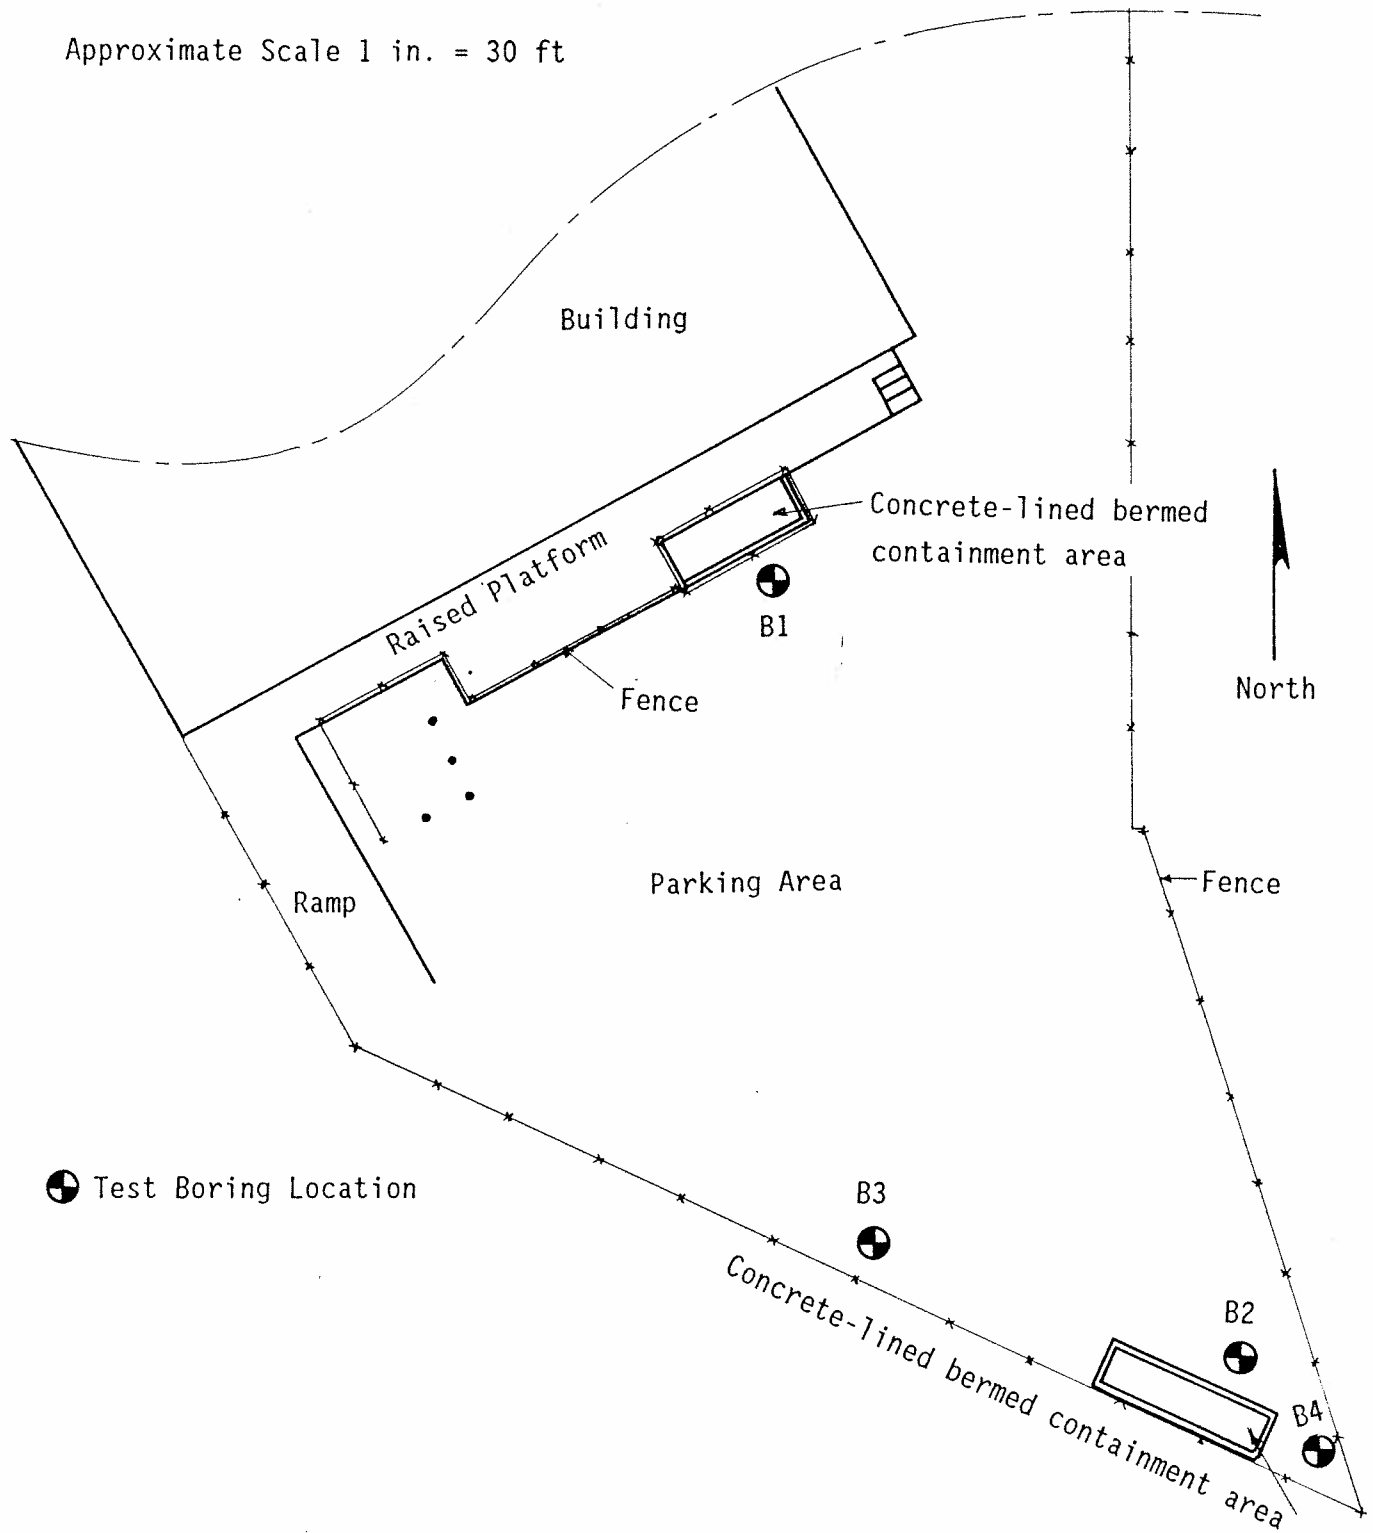 Approximate Scale 1 in. = 30 ft
Building
Concrete-lined bermed
containment area
Raised Platform
B1
Fence
North
Parking Area
Fence
Ramp
Test Boring Location
B3
Concrete-lined bermed containment area
B2
B4